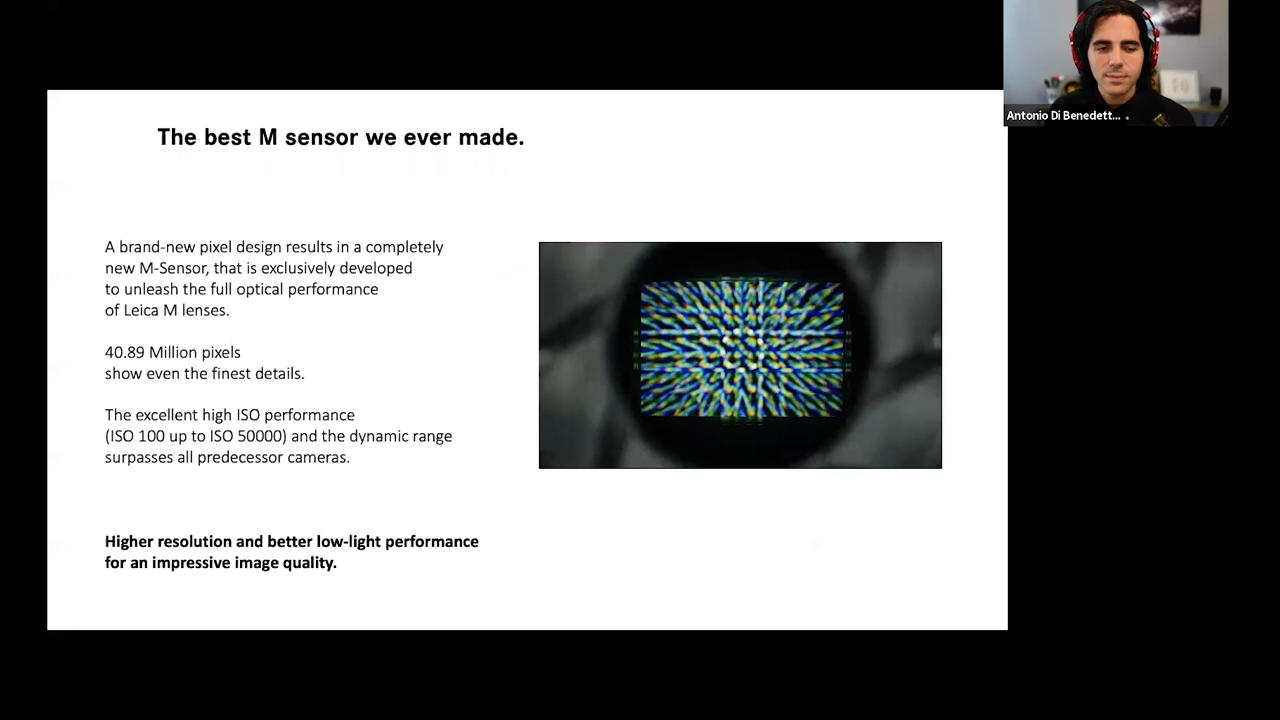 Antonio Di Benedett...
The best M sensor we ever made.
A brand-new pixel design results in a completely
new M-Sensor, that is exclusively developed
to unleash the full optical performance
of Leica M lenses.
40.89 Million pixels
show even the finest details.
The excellent high ISO performance
(ISO 100 up to ISO 50000) and the dynamic range
surpasses all predecessor cameras.
Higher resolution and better low-light performance
for an impressive image quality.